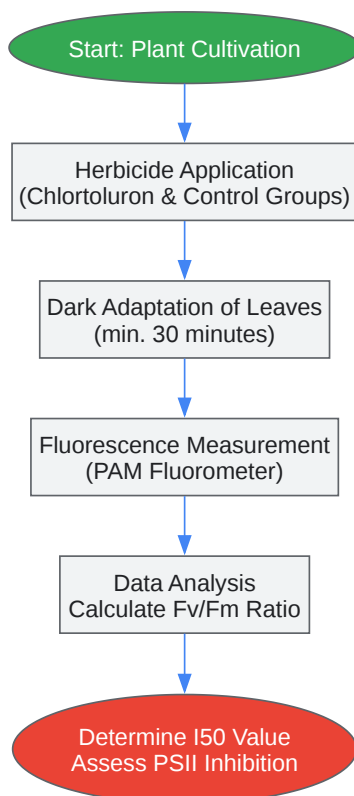 Start: Plant Cultivation
Herbicide Application
(Chlortoluron & Control Groups)
Dark Adaptation of Leaves
(min. 30 minutes)
Fluorescence Measurement
(PAM Fluorometer)
Data Analysis
Calculate Fv/Fm Ratio
Determine I50 Value
Assess PSII Inhibition